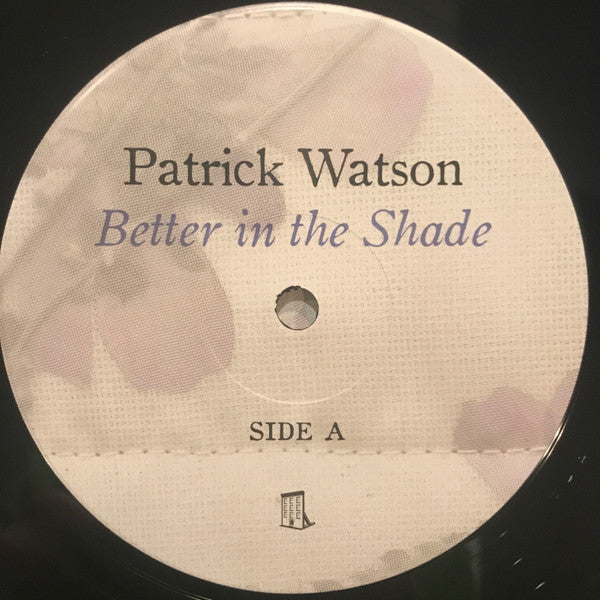 Patrick Watson
Better in the Shade
SIDE A